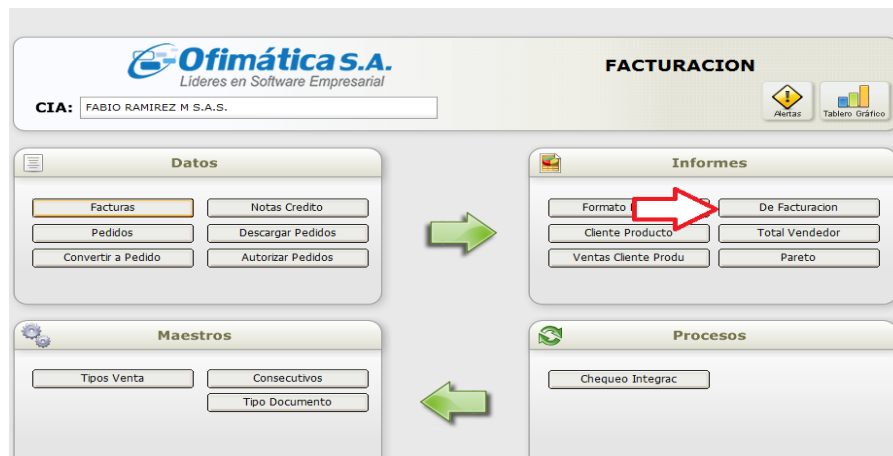 Ofimática S.A.
Líderes en Software Empresarial
CIA: FABIO RAMIREZ M S.A.S.
FACTURACION
Alertas
Tablero Gráfico
Datos
Facturas
Notas Credito
Pedidos
Descargar Pedidos
Convertir a Pedido
Autorizar Pedidos
Informes
Formato
De Facturacion
Cliente Producto
Total Vendedor
Ventas Cliente Produ
Pareto
Maestros
Tipos Venta
Consecutivos
Tipo Documento
Procesos
Chequeo Integrac